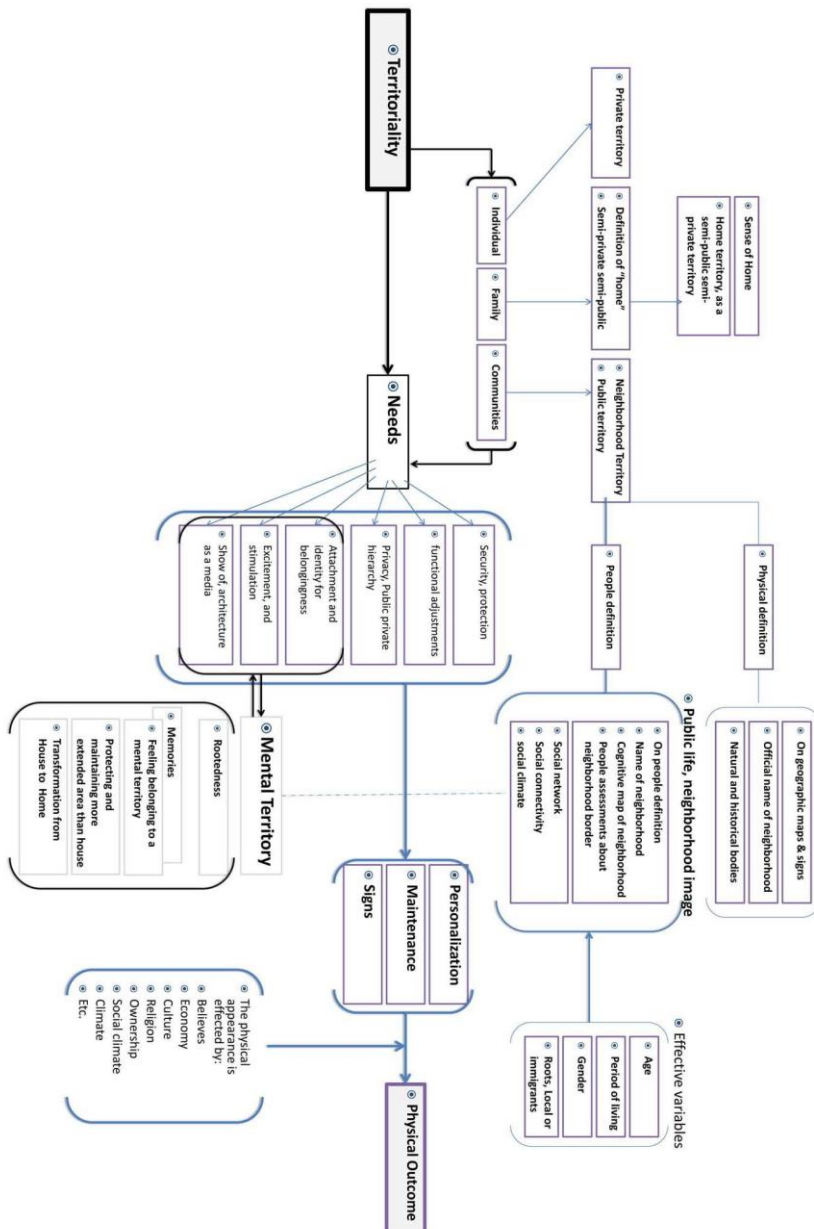 Territoriality
Individual
Family
Communities
Private territory
Definition of "home"
Semi-private semi-public
Sense of Home
Home territory, as a
semi-public semi-
private territory
Neighborhood Territory
Public territory
Needs
Security, protection
functional adjustments
Privacy, Public private
hierarchy
Attachment and
identity for
belongingness
Excitement, and
stimulation
Show of, architecture
as a media
Physical definition
People definition
On geographic maps & signs
Official name of neighborhood
Natural and historical bodies
Public life, neighborhood image
On people definition
Name of neighborhood
Cognitive map of neighborhood
People assessments about
neighborhood border
Social network
Social connectivity
social climate
Mental Territory
Rootedness
Memories
Feeling belonging to a
mental territory
Protecting and
maintaining more
extended area than house
Transformation from
House to Home
Personalization
Maintenance
Signs
Effective variables
Age
Period of living
Gender
Roots, Local or
immigrants
The physical
appearance is
effected by:
Believes
Economy
Culture
Religion
Ownership
Social climate
Climate
Etc.
Physical Outcome